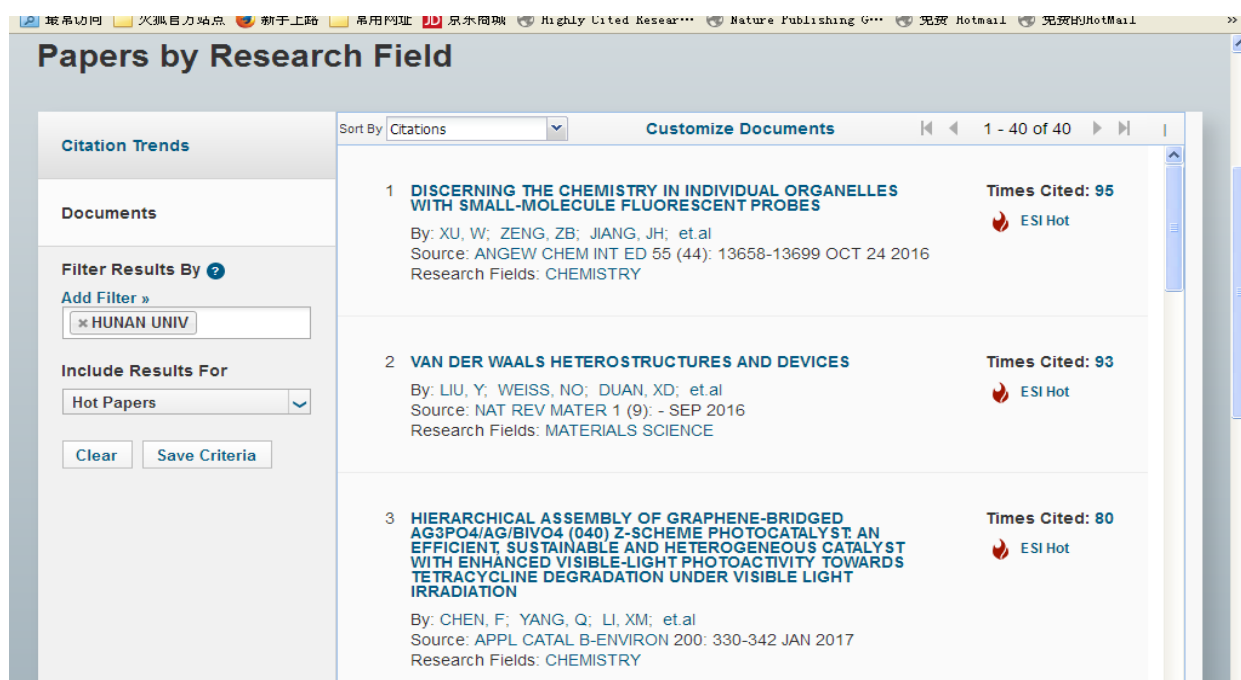 最常访问 火狐官方站点 新手上路 常用网址 JD 京东商城 Highly Cited Resear··· Nature Publishing G··· 免费 Hotmail 免费的HotMail »
Papers by Research Field
Citation Trends
Documents
Filter Results By ?
Add Filter »
× HUNAN UNIV
Include Results For
Hot Papers
Clear Save Criteria
Sort By Citations Customize Documents 1 - 40 of 40
1 DISCERNING THE CHEMISTRY IN INDIVIDUAL ORGANELLES
WITH SMALL-MOLECULE FLUORESCENT PROBES
By: XU, W; ZENG, ZB; JIANG, JH; et.al
Source: ANGEW CHEM INT ED 55 (44): 13658-13699 OCT 24 2016
Research Fields: CHEMISTRY
Times Cited: 95
ESI Hot
2 VAN DER WAALS HETEROSTRUCTURES AND DEVICES
By: LIU, Y; WEISS, NO; DUAN, XD; et.al
Source: NAT REV MATER 1 (9): - SEP 2016
Research Fields: MATERIALS SCIENCE
Times Cited: 93
ESI Hot
3 HIERARCHICAL ASSEMBLY OF GRAPHENE-BRIDGED
AG3PO4/AG/BIVO4 (040) Z-SCHEME PHOTOCATALYST: AN
EFFICIENT, SUSTAINABLE AND HETEROGENEOUS CATALYST
WITH ENHANCED VISIBLE-LIGHT PHOTOACTIVITY TOWARDS
TETRACYCLINE DEGRADATION UNDER VISIBLE LIGHT
IRRADIATION
By: CHEN, F; YANG, Q; LI, XM; et.al
Source: APPL CATAL B-ENVIRON 200: 330-342 JAN 2017
Research Fields: CHEMISTRY
Times Cited: 80
ESI Hot